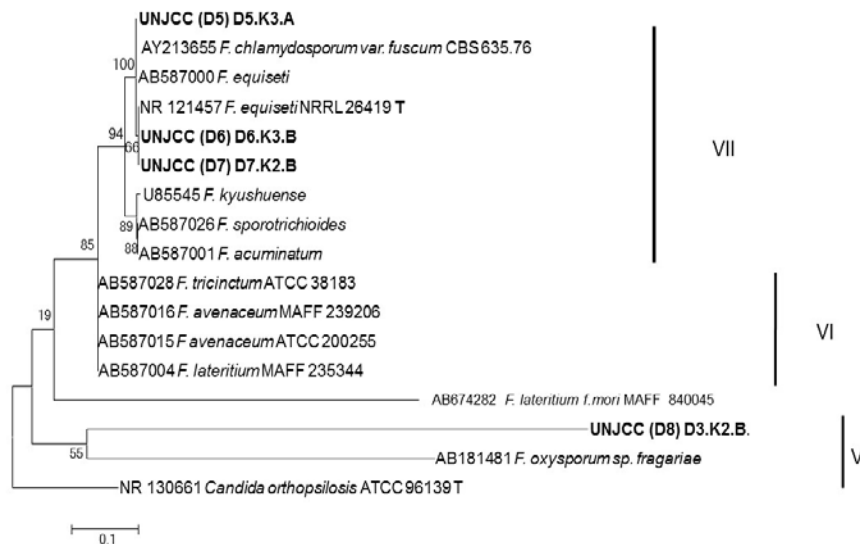 UNJCC (D5) D5.K3.A
AY213655 F. chlamydosporum var. fuscum CBS 635.76
100
AB587000 F. equiseti
NR 121457 F. equiseti NRRL 26419 T
94
66
UNJCC (D6) D6.K3.B
VII
UNJCC (D7) D7.K2.B
U85545 F. kyushuense
89
AB587026 F. sporotrichioides
85
88
AB587001 F. acuminatum
AB587028 F. tricinctum ATCC 38183
19
AB587016 F. avenaceum MAFF 239206
VI
AB587015 F avenaceum ATCC 200255
AB587004 F. lateritium MAFF 235344
AB674282 F. lateritium f.mori MAFF 840045
UNJCC (D8) D3.K2.B.
55
AB181481 F. oxysporum sp. fragariae
V
NR 130661 Candida orthopsilosis ATCC 96139 T
0.1